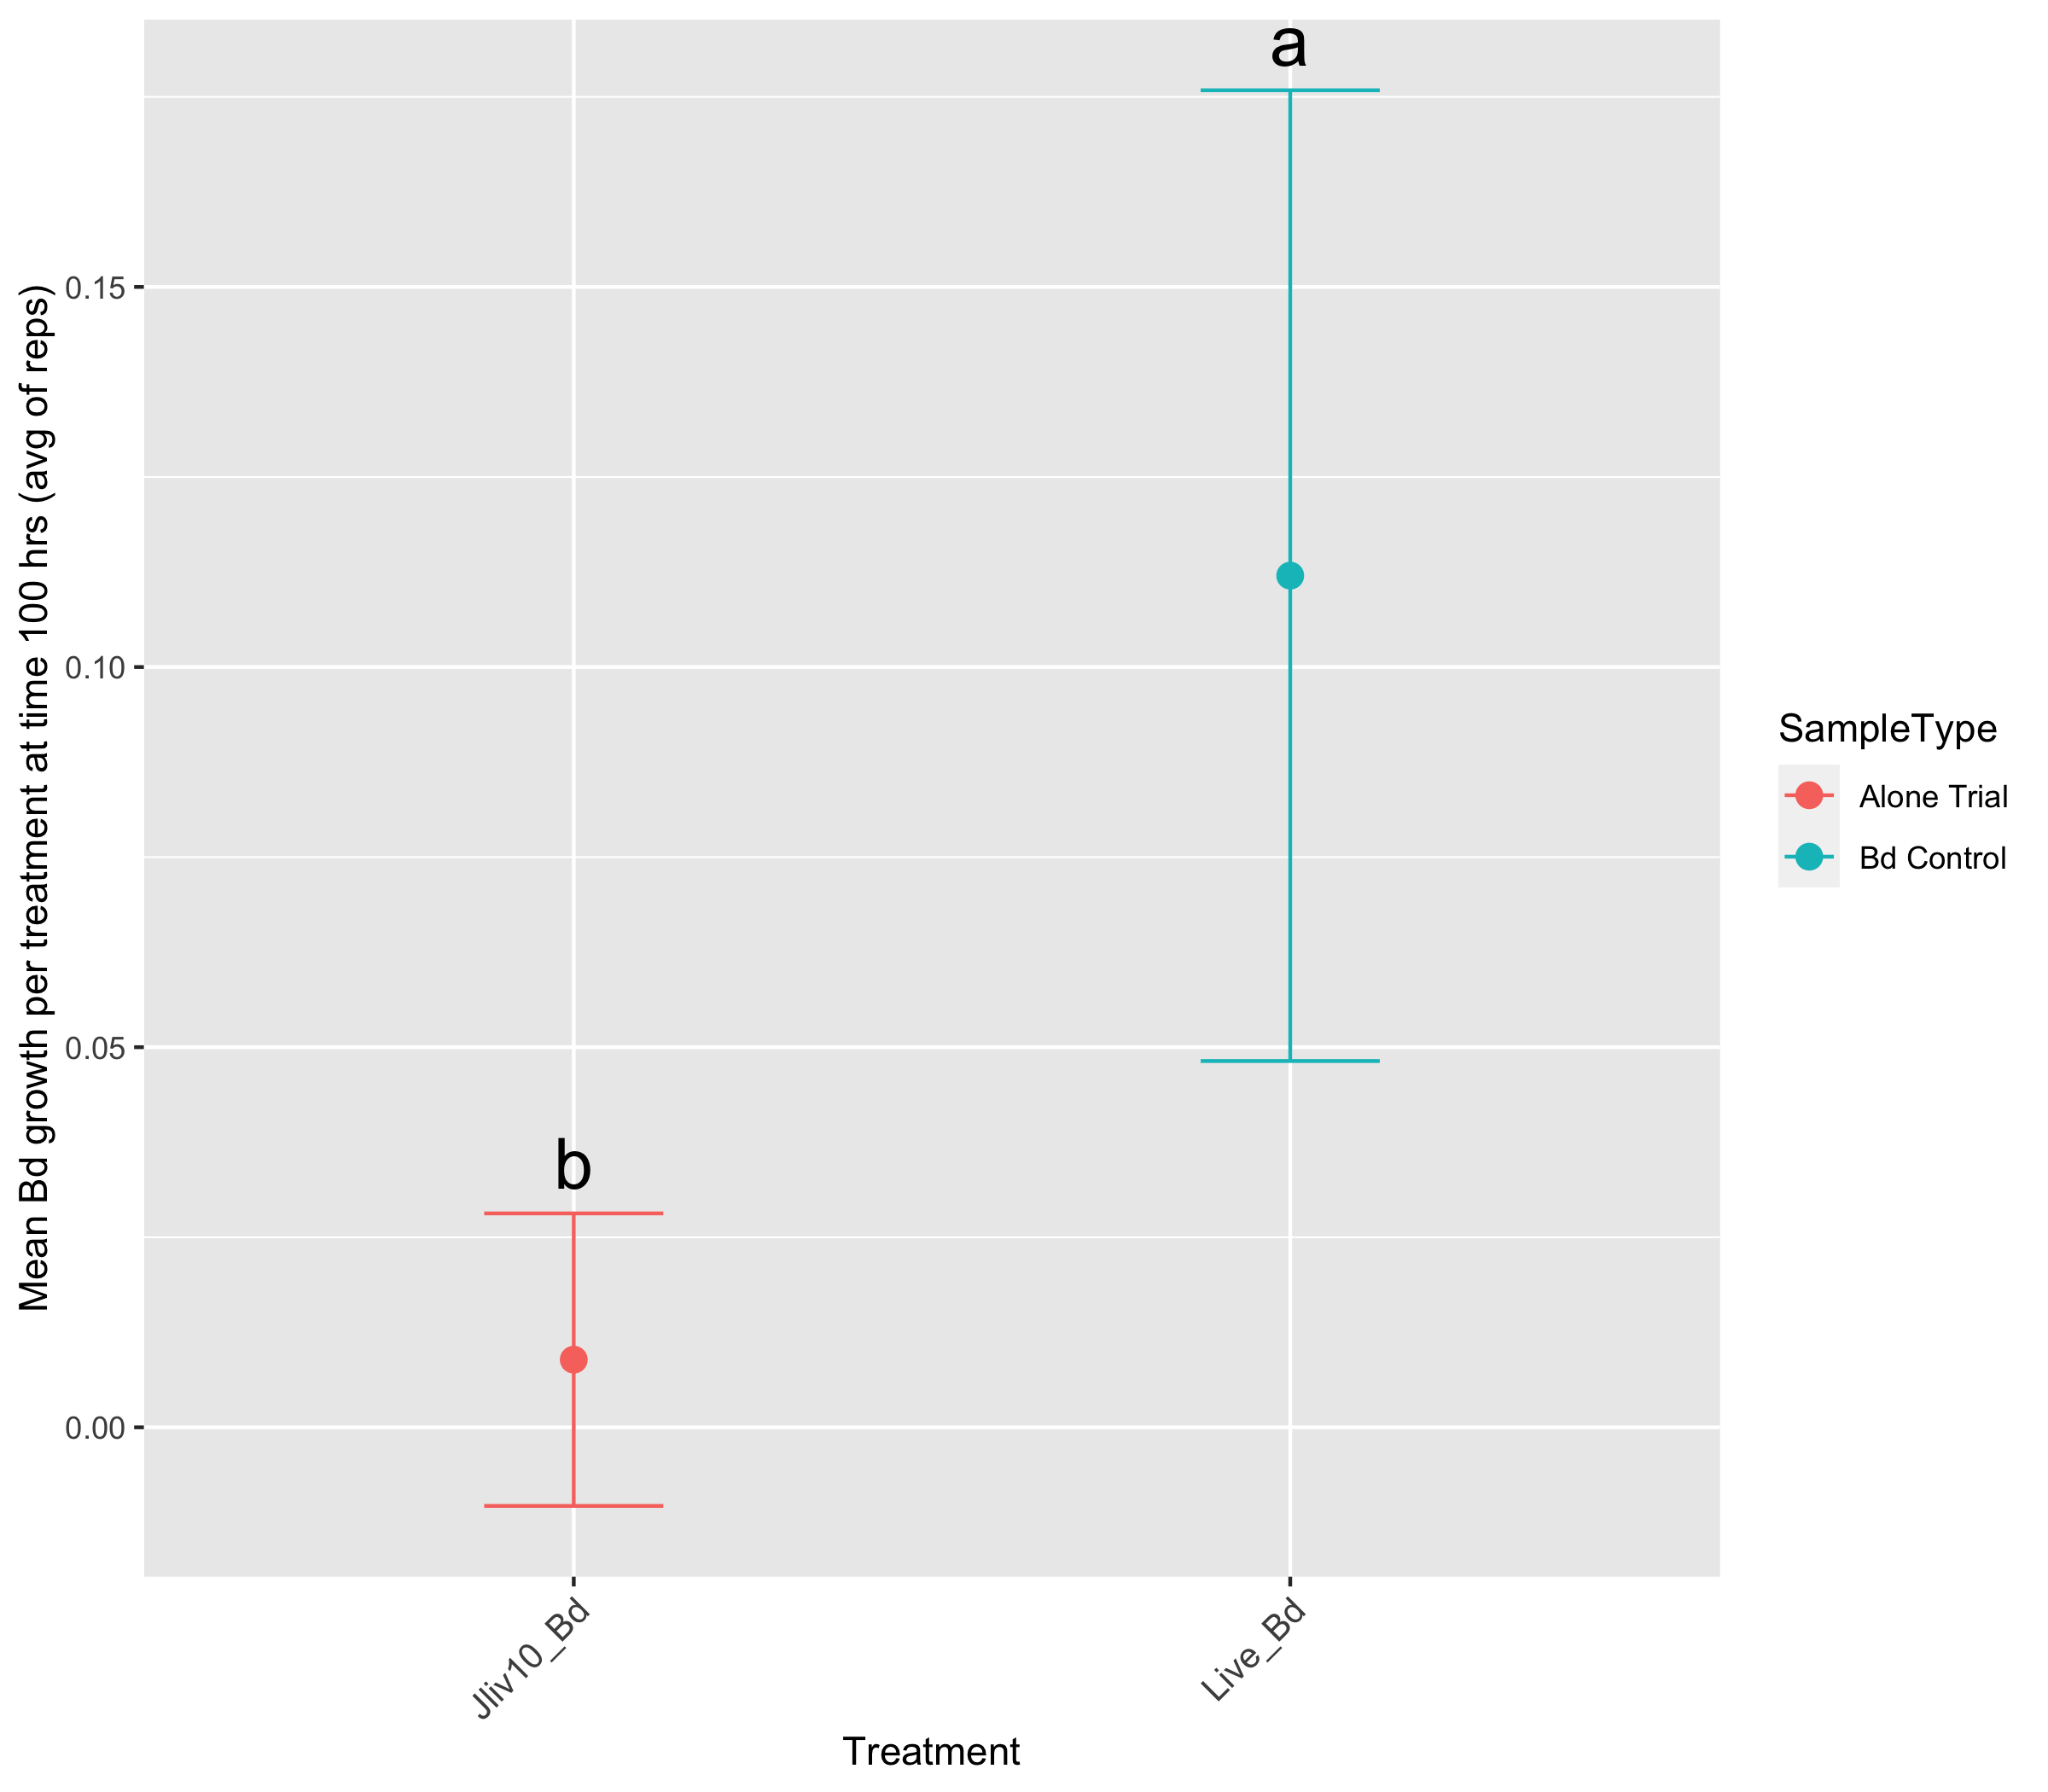 Mean Bd growth per treatment at time 100 hrs (avg of reps)
0.15
0.10
0.05
0.00
a
b
Jliv10_Bd
Live_Bd
Treatment
SampleType
Alone Trial
Bd Control